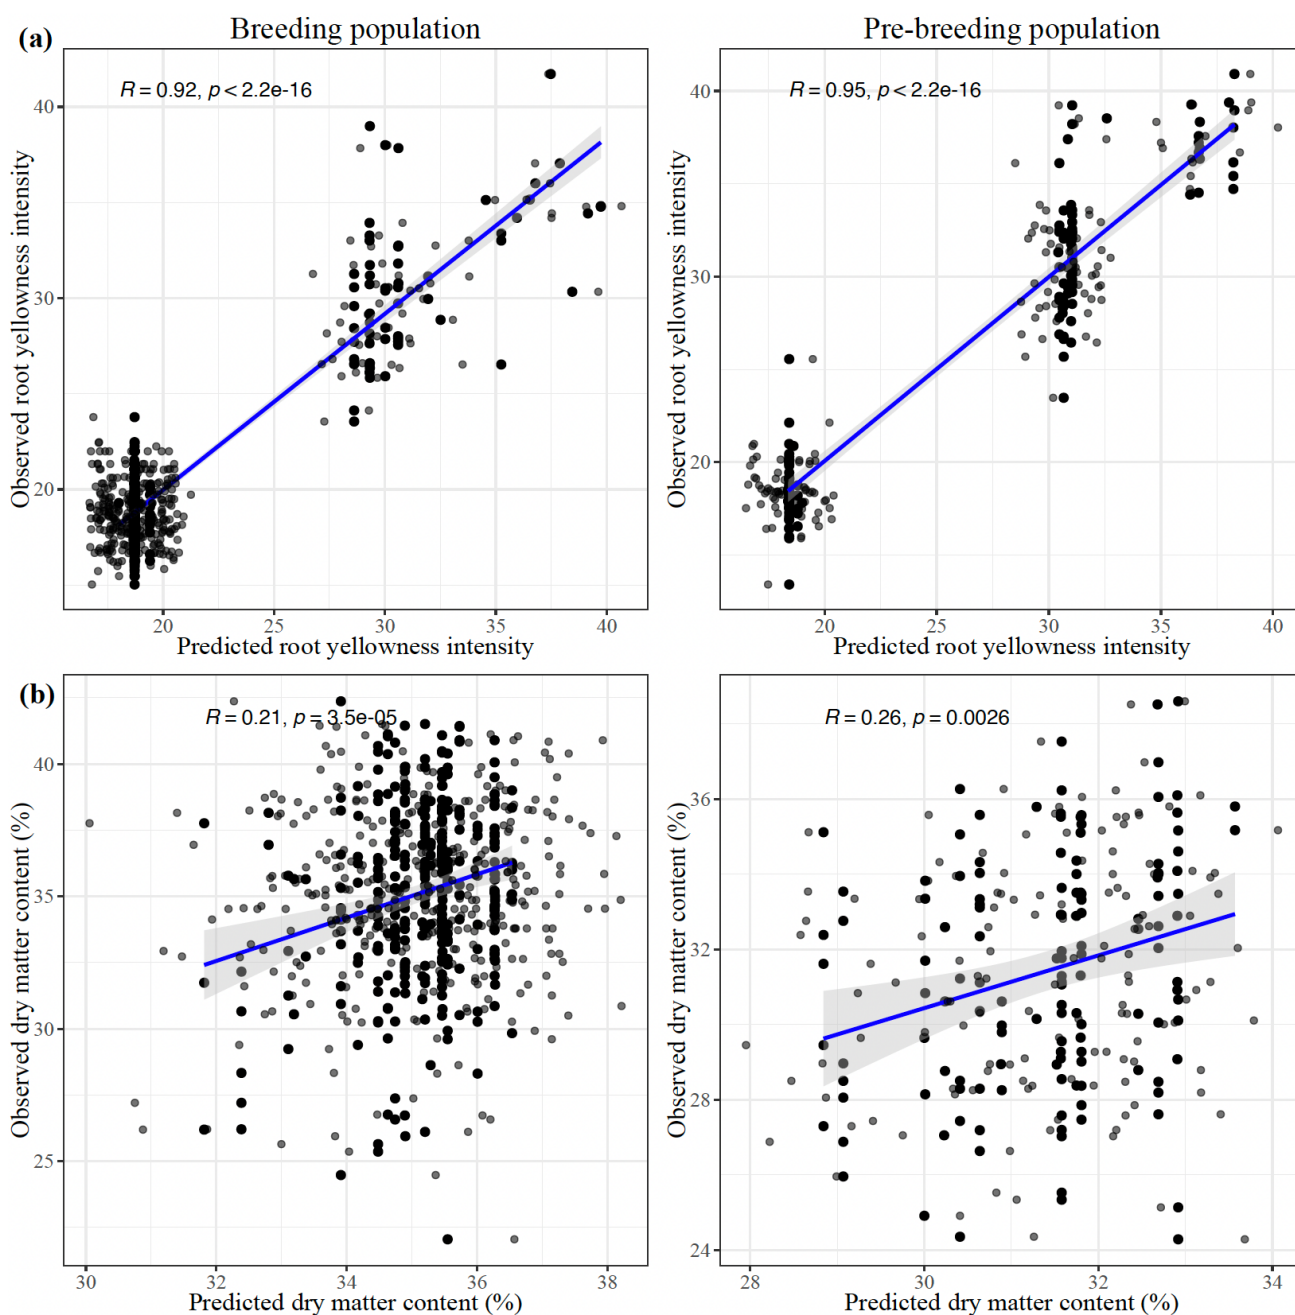 (a)
Breeding population
Pre-breeding population
R = 0.92, p < 2.2e-16
R = 0.95, p < 2.2e-16
Observed root yellowness intensity
40
30
20
20
25
30
35
40
Predicted root yellowness intensity
Observed root yellowness intensity
40
30
20
20
25
30
35
40
Predicted root yellowness intensity
(b)
R = 0.21, p = 3.5e-05
R = 0.26, p = 0.0026
Observed dry matter content (%)
40
35
30
25
30
32
34
36
38
Predicted dry matter content (%)
Observed dry matter content (%)
36
32
28
24
28
30
32
34
Predicted dry matter content (%)